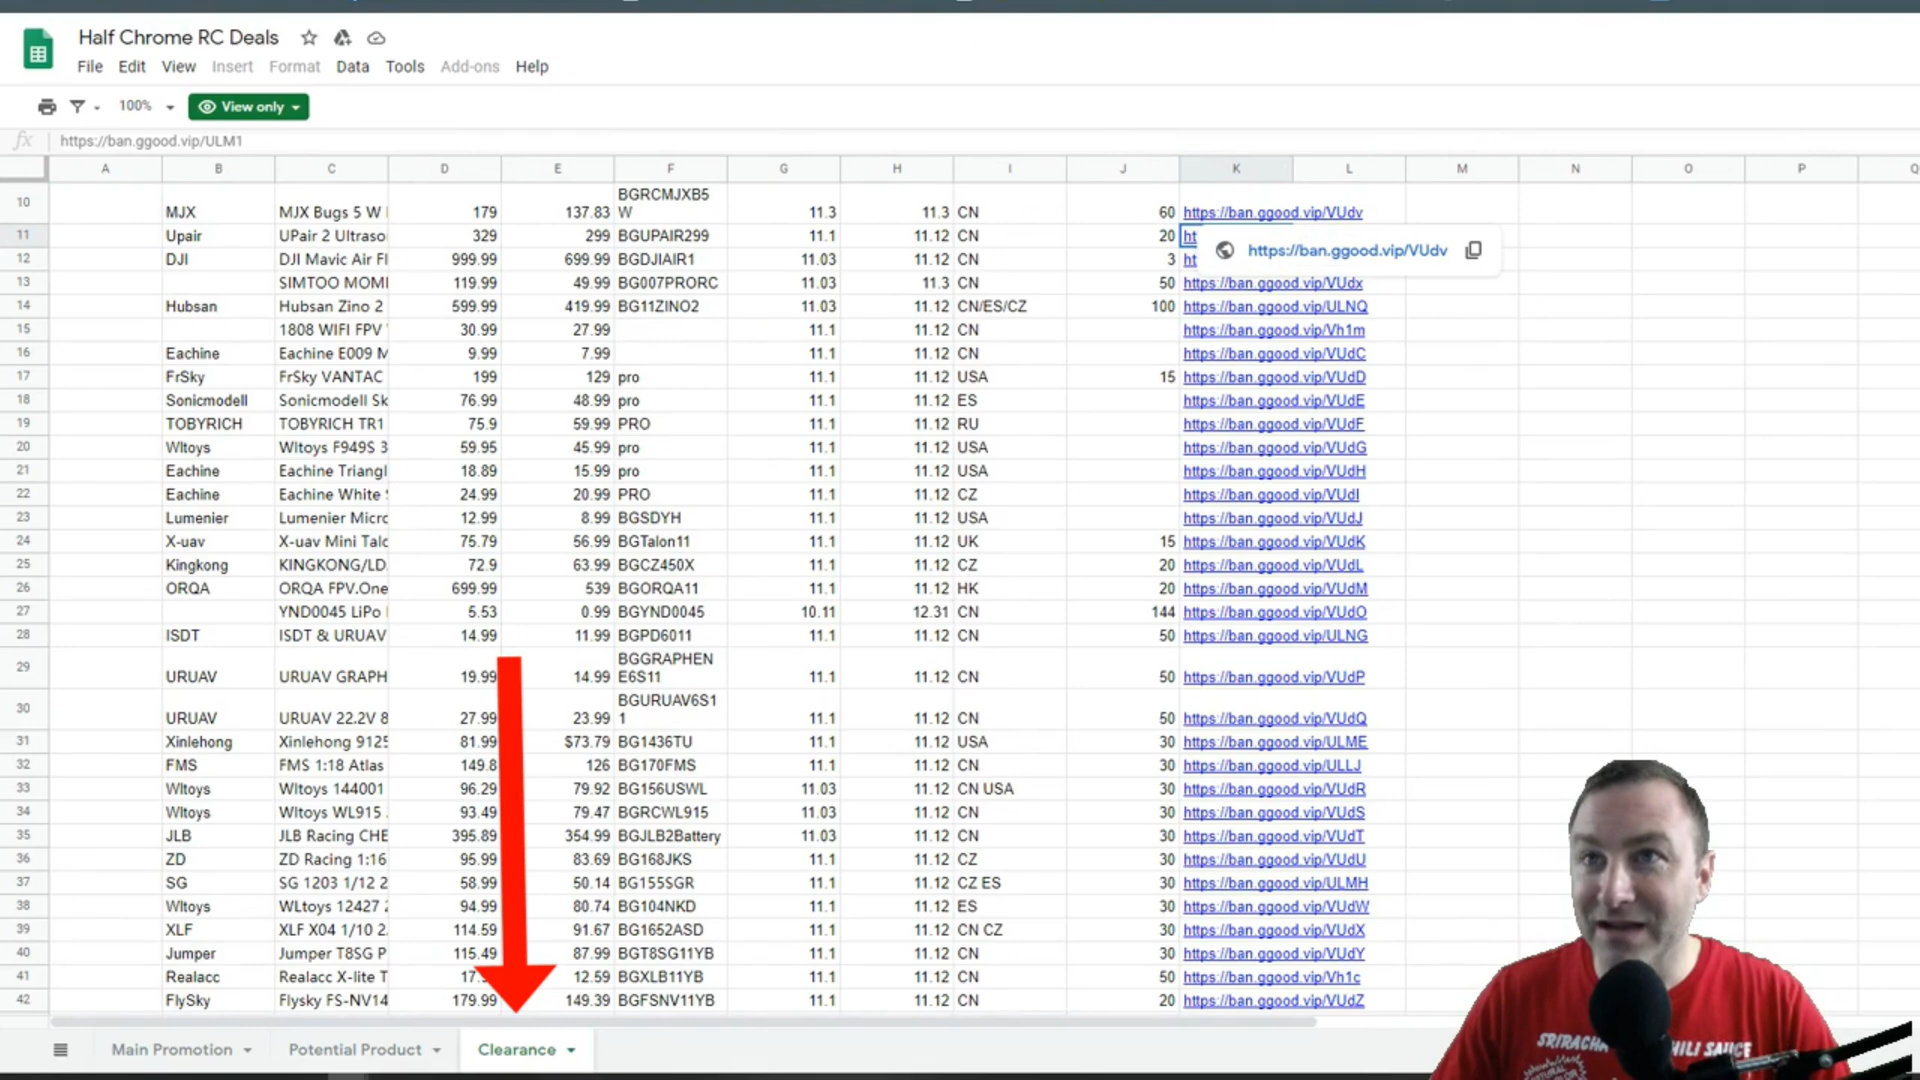 Half Chrome RC Deals
File Edit View Insert Format Data Tools Add-ons Help
100% View only
fx https://ban.ggood.vip/ULM1
A B C D E F G H I J K L M N O P
10 MJX MJX Bugs 5 W 179 137.83 BGRCMJXB5
W 11.3 11.3 CN 60 https://ban.ggood.vip/VUdv
11 Upair UPair 2 Ultraso 329 299 BGUPAIR299 11.1 11.12 CN 20 ht
https://ban.ggood.vip/VUdv
12 DJI DJI Mavic Air Fl 999.99 699.99 BGDJIAIR1 11.03 11.12 CN 3 ht
13 SIMTOO MOM 119.99 49.99 BG007PRORC 11.03 11.3 CN 50 https://ban.ggood.vip/VUdx
14 Hubsan Hubsan Zino 2 599.99 419.99 BG11ZINO2 11.03 11.12 CN/ES/CZ 100 https://ban.ggood.vip/ULNQ
15 1808 WIFI FPV 30.99 27.99 11.1 11.12 CN https://ban.ggood.vip/Vh1m
16 Eachine Eachine E009 M 9.99 7.99 11.1 11.12 CN https://ban.ggood.vip/VUdC
17 FrSky FrSky VANTAC 199 129 pro 11.1 11.12 USA 15 https://ban.ggood.vip/VUdD
18 Sonicmodell Sonicmodell Sk 76.99 48.99 pro 11.1 11.12 ES https://ban.ggood.vip/VUdE
19 TOBYRICH TOBYRICH TR1 75.9 59.99 PRO 11.1 11.12 RU https://ban.ggood.vip/VUdF
20 Wltoys Wltoys F949S 3 59.95 45.99 pro 11.1 11.12 USA https://ban.ggood.vip/VUdG
21 Eachine Eachine Triangl 18.89 15.99 pro 11.1 11.12 USA https://ban.ggood.vip/VUdH
22 Eachine Eachine White 24.99 20.99 PRO 11.1 11.12 CZ https://ban.ggood.vip/VUdI
23 Lumenier Lumenier Micro 12.99 8.99 BGSDYH 11.1 11.12 USA https://ban.ggood.vip/VUdJ
24 X-uav X-uav Mini Talo 75.79 56.99 BGTalon11 11.1 11.12 UK 15 https://ban.ggood.vip/VUdK
25 Kingkong KINGKONG/LD 72.9 63.99 BGCZ450X 11.1 11.12 CZ 20 https://ban.ggood.vip/VUdL
26 ORQA ORQA FPV.One 699.99 539 BGORQA11 11.1 11.12 HK 20 https://ban.ggood.vip/VUdM
27 YND0045 LiPo 5.53 0.99 BGYND0045 10.11 12.31 CN 144 https://ban.ggood.vip/VUdO
28 ISDT ISDT & URUAV 14.99 11.99 BGPD6011 11.1 11.12 CN 50 https://ban.ggood.vip/ULNG
29 URUAV URUAV GRAPH 19.99 14.99 BGGRAPHEN
E6S11 11.1 11.12 CN 50 https://ban.ggood.vip/VUdP
30 URUAV URUAV 22.2V 8 27.99 23.99 BGURUAV6S1
1 11.1 11.12 CN 50 https://ban.ggood.vip/VUdQ
31 Xinlehong Xinlehong 9125 81.99 $73.79 BG1436TU 11.1 11.12 USA 30 https://ban.ggood.vip/ULME
32 FMS FMS 1:18 Atlas 149.8 126 BG170FMS 11.1 11.12 CN 30 https://ban.ggood.vip/ULLJ
33 Wltoys Wltoys 144001 96.29 79.92 BG156USWL 11.03 11.12 CN USA 30 https://ban.ggood.vip/VUdR
34 Wltoys Wltoys WL915 93.49 79.47 BGRCWL915 11.03 11.12 CN 30 https://ban.ggood.vip/VUdS
35 JLB JLB Racing CHE 395.89 354.99 BGJLB2Battery 11.03 11.12 CN 30 https://ban.ggood.vip/VUdT
36 ZD ZD Racing 1:16 95.99 83.69 BG168JKS 11.1 11.12 CZ 30 https://ban.ggood.vip/VUdU
37 SG SG 1203 1/12 2 58.99 50.14 BG155SGR 11.1 11.12 CZ ES 30 https://ban.ggood.vip/ULMH
38 Wltoys WLtoys 12427 2 94.99 80.74 BG104NKD 11.1 11.12 ES 30 https://ban.ggood.vip/VUdW
39 XLF XLF X04 1/10 2. 114.59 91.67 BG1652ASD 11.1 11.12 CN CZ 30 https://ban.ggood.vip/VUdX
40 Jumper Jumper T8SG P 115.49 87.99 BGT8SG11YB 11.1 11.12 CN 30 https://ban.ggood.vip/VUdY
41 Realacc Realacc X-lite T 17. 12.59 BGXLB11YB 11.1 11.12 CN 50 https://ban.ggood.vip/Vh1c
42 FlySky Flysky FS-NV14 179.99 149.39 BGFSNV11YB 11.1 11.12 CN 20 https://ban.ggood.vip/VUdZ
Main Promotion Potential Product Clearance
SRIRACHA HILI SAUCE